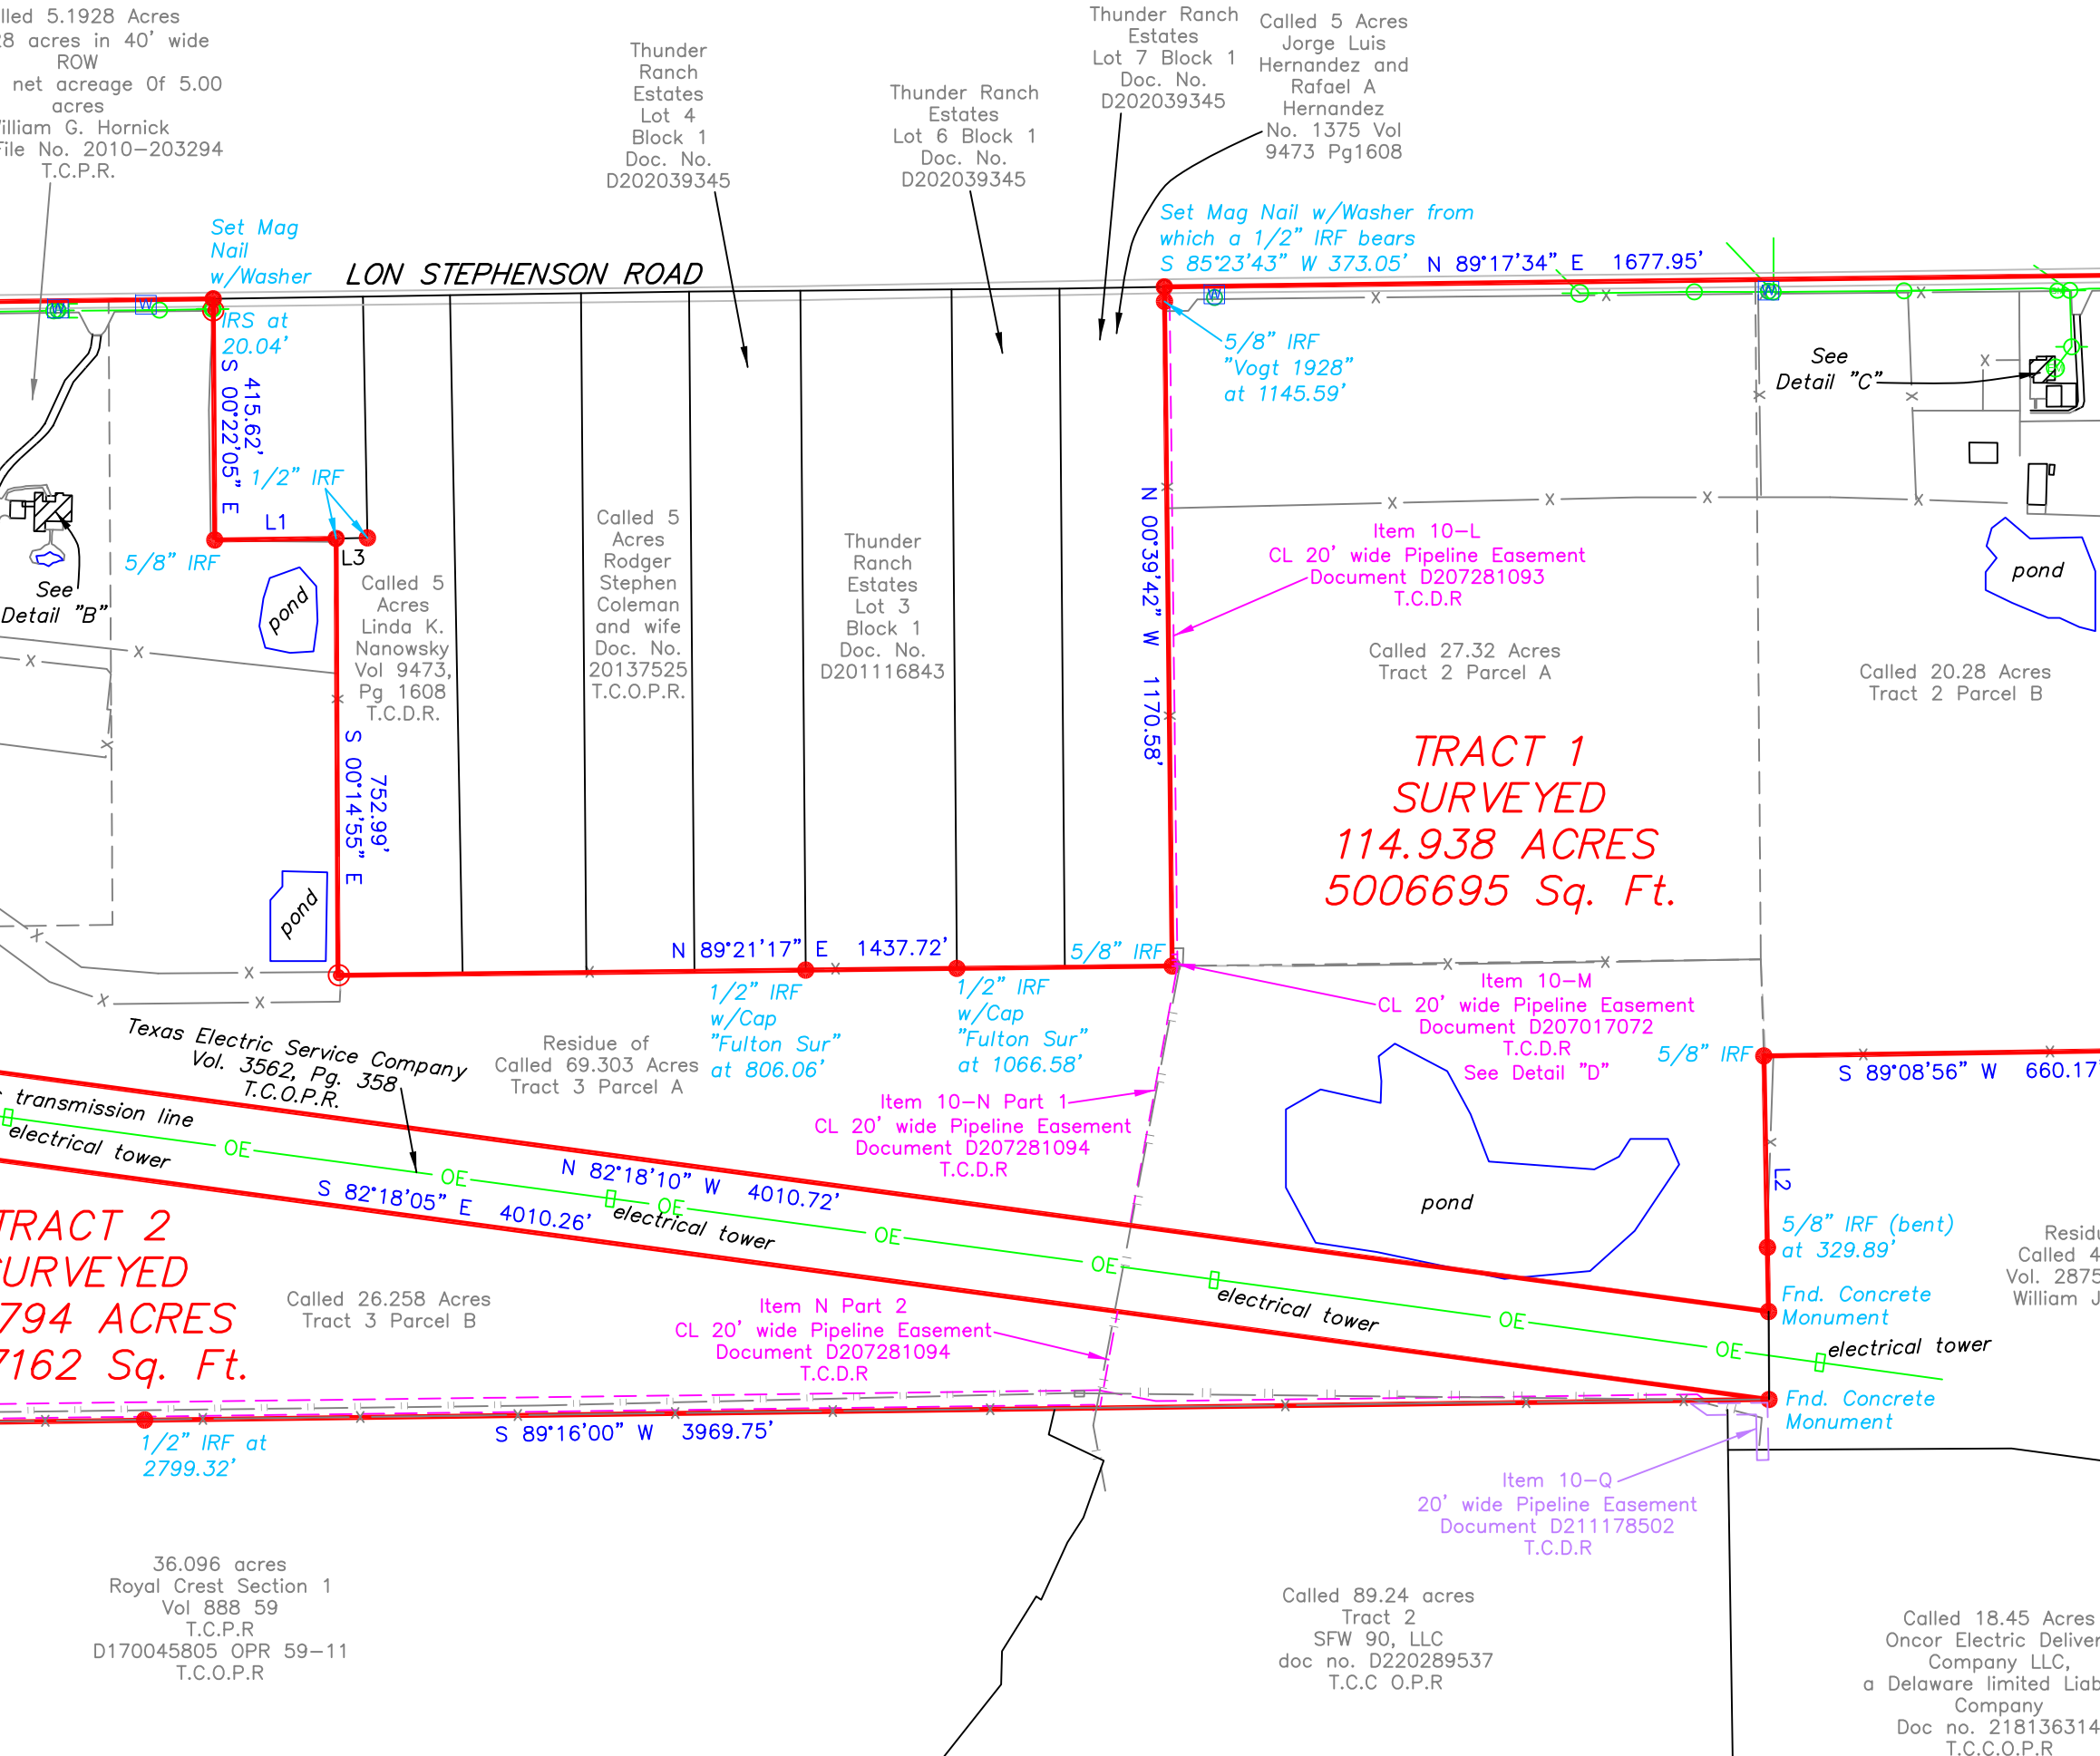 lled 5.1928 Acres
28 acres in 40' wide
ROW
net acreage Of 5.00
acres
illiam G. Hornick
File No. 2010-203294
T.C.P.R.
Thunder
Ranch
Estates
Lot 4
Block 1
Doc. No.
D202039345
Thunder Ranch
Estates
Lot 6 Block 1
Doc. No.
D202039345
Thunder Ranch
Estates
Lot 7 Block 1
Doc. No.
D202039345
Called 5 Acres
Jorge Luis
Hernandez and
Rafael A
Hernandez
No. 1375 Vol
9473 Pg1608
Set Mag
Nail
w/Washer
LON STEPHENSON ROAD
Set Mag Nail w/Washer from
which a 1/2" IRF bears
S 85°23'43" W 373.05'
N 89°17'34" E 1677.95'
W
W
W
W
IRS at
20.04'
S 00°22'05" E
415.62'
5/8" IRF
"Vogt 1928"
at 1145.59'
See
Detail "C"
1/2" IRF
L1
L3
5/8" IRF
See
Detail "B"
pond
Called 5
Acres
Linda K.
Nanowsky
Vol 9473,
Pg 1608
T.C.D.R.
Called 5
Acres
Rodger
Stephen
Coleman
and wife
Doc. No.
20137525
T.C.O.P.R.
Thunder
Ranch
Estates
Lot 3
Block 1
Doc. No.
D201116843
N 00°39'42" W 1170.58'
Item 10-L
CL 20' wide Pipeline Easement
Document D207281093
T.C.D.R
pond
Called 27.32 Acres
Tract 2 Parcel A
Called 20.28 Acres
Tract 2 Parcel B
S 00°14'55" E
752.99'
TRACT 1
SURVEYED
114.938 ACRES
5006695 Sq. Ft.
pond
N 89°21'17" E 1437.72'
5/8" IRF
1/2" IRF
w/Cap
"Fulton Sur"
at 806.06'
1/2" IRF
w/Cap
"Fulton Sur"
at 1066.58'
Item 10-M
CL 20' wide Pipeline Easement
Document D207017072
T.C.D.R
See Detail "D"
5/8" IRF
S 89°08'56" W 660.17'
Texas Electric Service Company
Vol. 3562, Pg. 358
T.C.O.P.R.
Residue of
Called 69.303 Acres
Tract 3 Parcel A
transmission line
electrical tower
Item 10-N Part 1
CL 20' wide Pipeline Easement
Document D207281094
T.C.D.R
OE
OE
OE
OE
OE
OE
OE
N 82°18'10" W 4010.72'
S 82°18'05" E 4010.26'
electrical tower
pond
L2
5/8" IRF (bent)
at 329.89'
Fnd. Concrete
Monument
Resid
Called 4
Vol. 2875
William J
TRACT 2
SURVEYED
794 ACRES
7162 Sq. Ft.
Called 26.258 Acres
Tract 3 Parcel B
Item N Part 2
CL 20' wide Pipeline Easement
Document D207281094
T.C.D.R
electrical tower
electrical tower
Fnd. Concrete
Monument
1/2" IRF at
2799.32'
S 89°16'00" W 3969.75'
Item 10-Q
20' wide Pipeline Easement
Document D211178502
T.C.D.R
36.096 acres
Royal Crest Section 1
Vol 888 59
T.C.P.R
D170045805 OPR 59-11
T.C.O.P.R
Called 89.24 acres
Tract 2
SFW 90, LLC
doc no. D220289537
T.C.C O.P.R
Called 18.45 Acres
Oncor Electric Deliver
Company LLC,
a Delaware limited Liab
Company
Doc no. 218136314
T.C.C.O.P.R